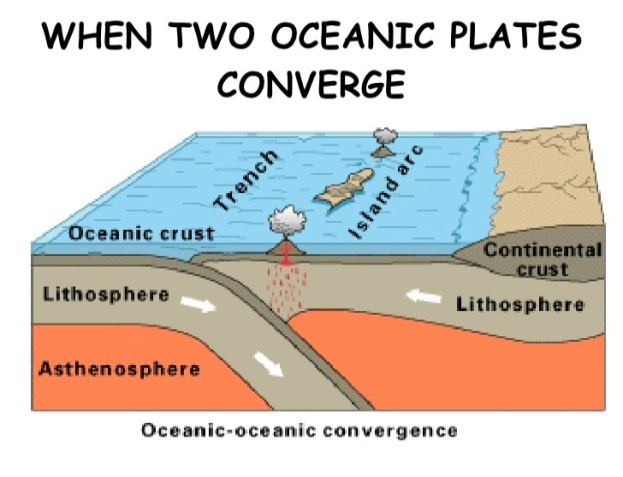 WHEN TWO OCEANIC PLATES
CONVERGE
Trench
Island arc
Oceanic crust
Continental
crust
Lithosphere
Lithosphere
Asthenosphere
Oceanic-oceanic convergence